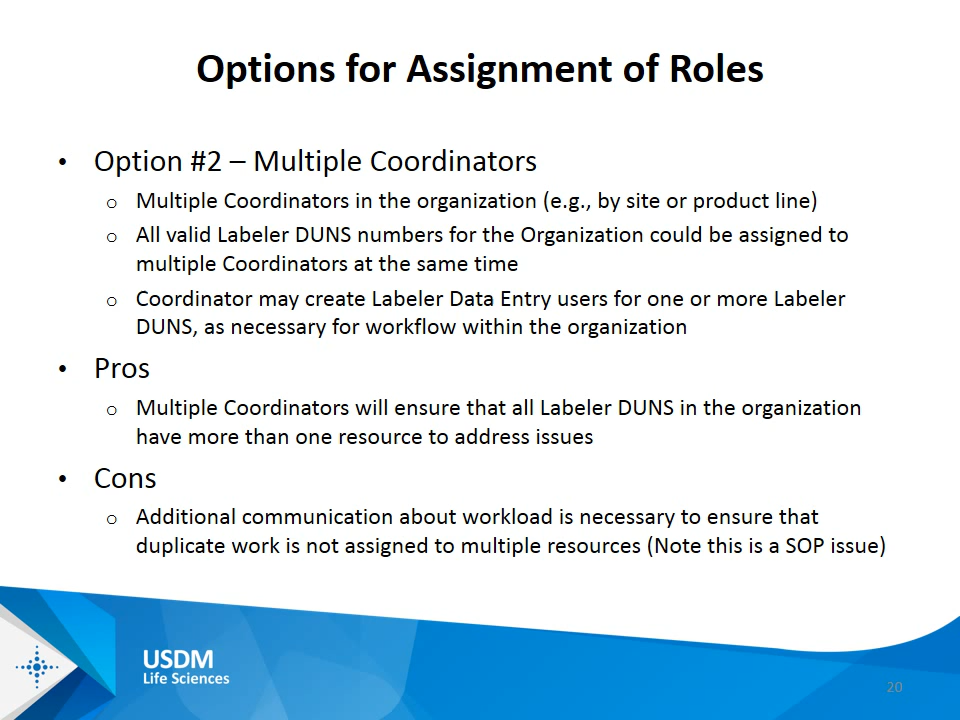 Options for Assignment of Roles
• Option #2 – Multiple Coordinators
o Multiple Coordinators in the organization (e.g., by site or product line)
o All valid Labeler DUNS numbers for the Organization could be assigned to
multiple Coordinators at the same time
o Coordinator may create Labeler Data Entry users for one or more Labeler
DUNS, as necessary for workflow within the organization
• Pros
o Multiple Coordinators will ensure that all Labeler DUNS in the organization
have more than one resource to address issues
• Cons
o Additional communication about workload is necessary to ensure that
duplicate work is not assigned to multiple resources (Note this is a SOP issue)
USDM
Life Sciences
20